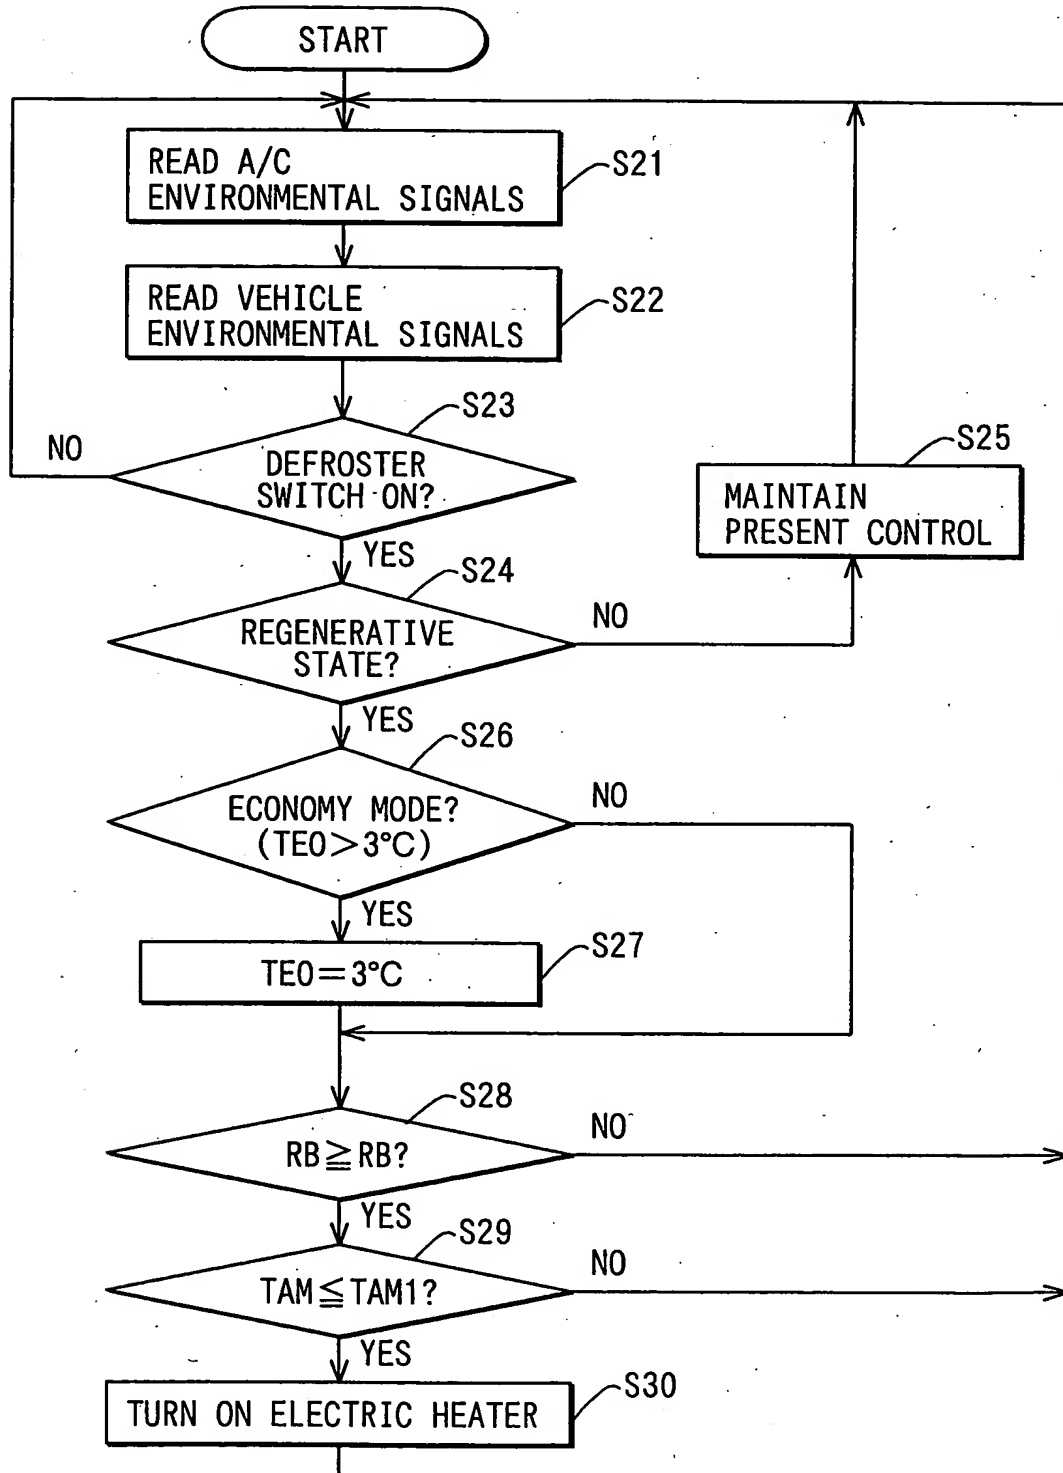 START
READ A/C
ENVIRONMENTAL SIGNALS
S21
READ VEHICLE
ENVIRONMENTAL SIGNALS
S22
S23
NO
DEFROSTER
SWITCH ON?
YES
S25
MAINTAIN
PRESENT CONTROL
S24
REGENERATIVE
STATE?
NO
YES
S26
ECONOMY MODE?
(TEO>3°C)
NO
YES
S27
TEO=3°C
S28
RB≧RB?
NO
YES
S29
TAM≦TAM1?
NO
YES
S30
TURN ON ELECTRIC HEATER